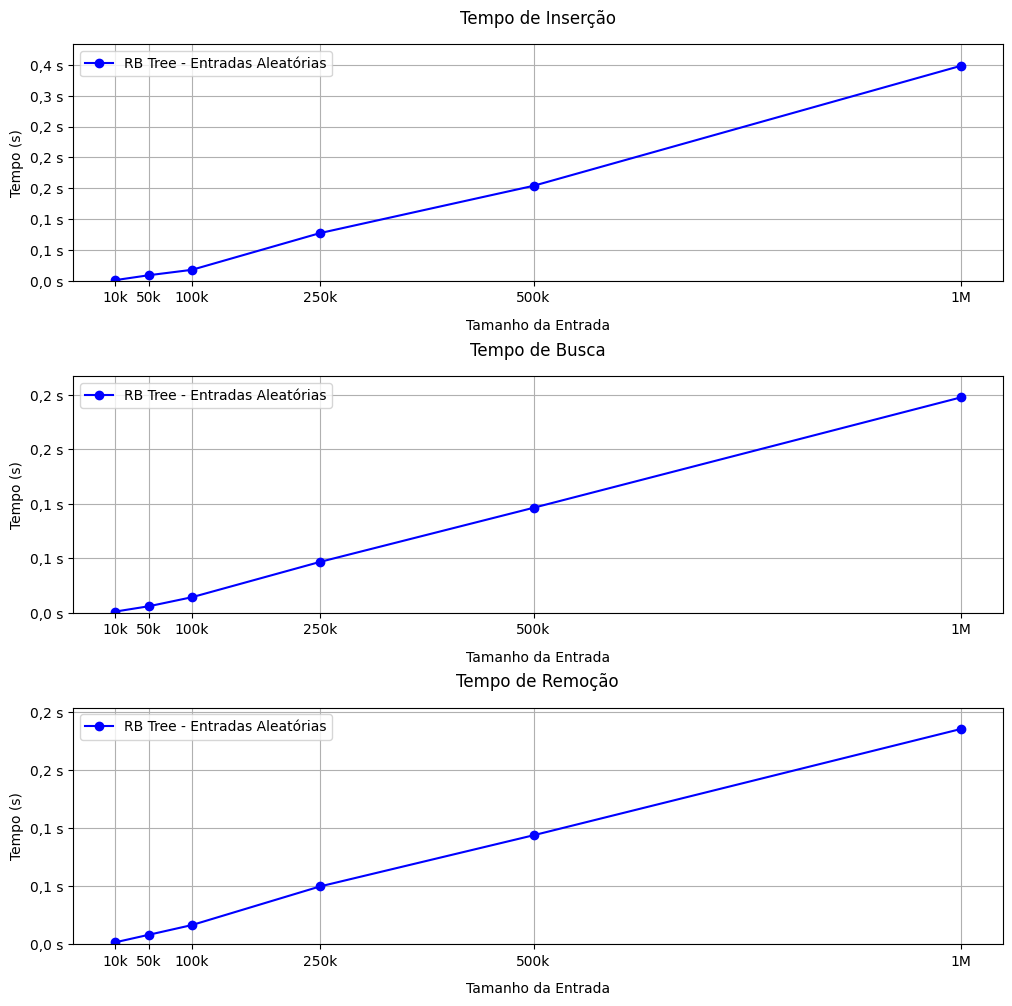 Tempo de Inserção
RB Tree - Entradas Aleatórias
Tempo (s)
0,4 s
0,3 s
0,2 s
0,2 s
0,2 s
0,1 s
0,1 s
0,0 s
10k 50k 100k 250k 500k 1M
Tamanho da Entrada
Tempo de Busca
RB Tree - Entradas Aleatórias
Tempo (s)
0,2 s
0,2 s
0,1 s
0,1 s
0,0 s
10k 50k 100k 250k 500k 1M
Tamanho da Entrada
Tempo de Remoção
RB Tree - Entradas Aleatórias
Tempo (s)
0,2 s
0,2 s
0,1 s
0,1 s
0,0 s
10k 50k 100k 250k 500k 1M
Tamanho da Entrada